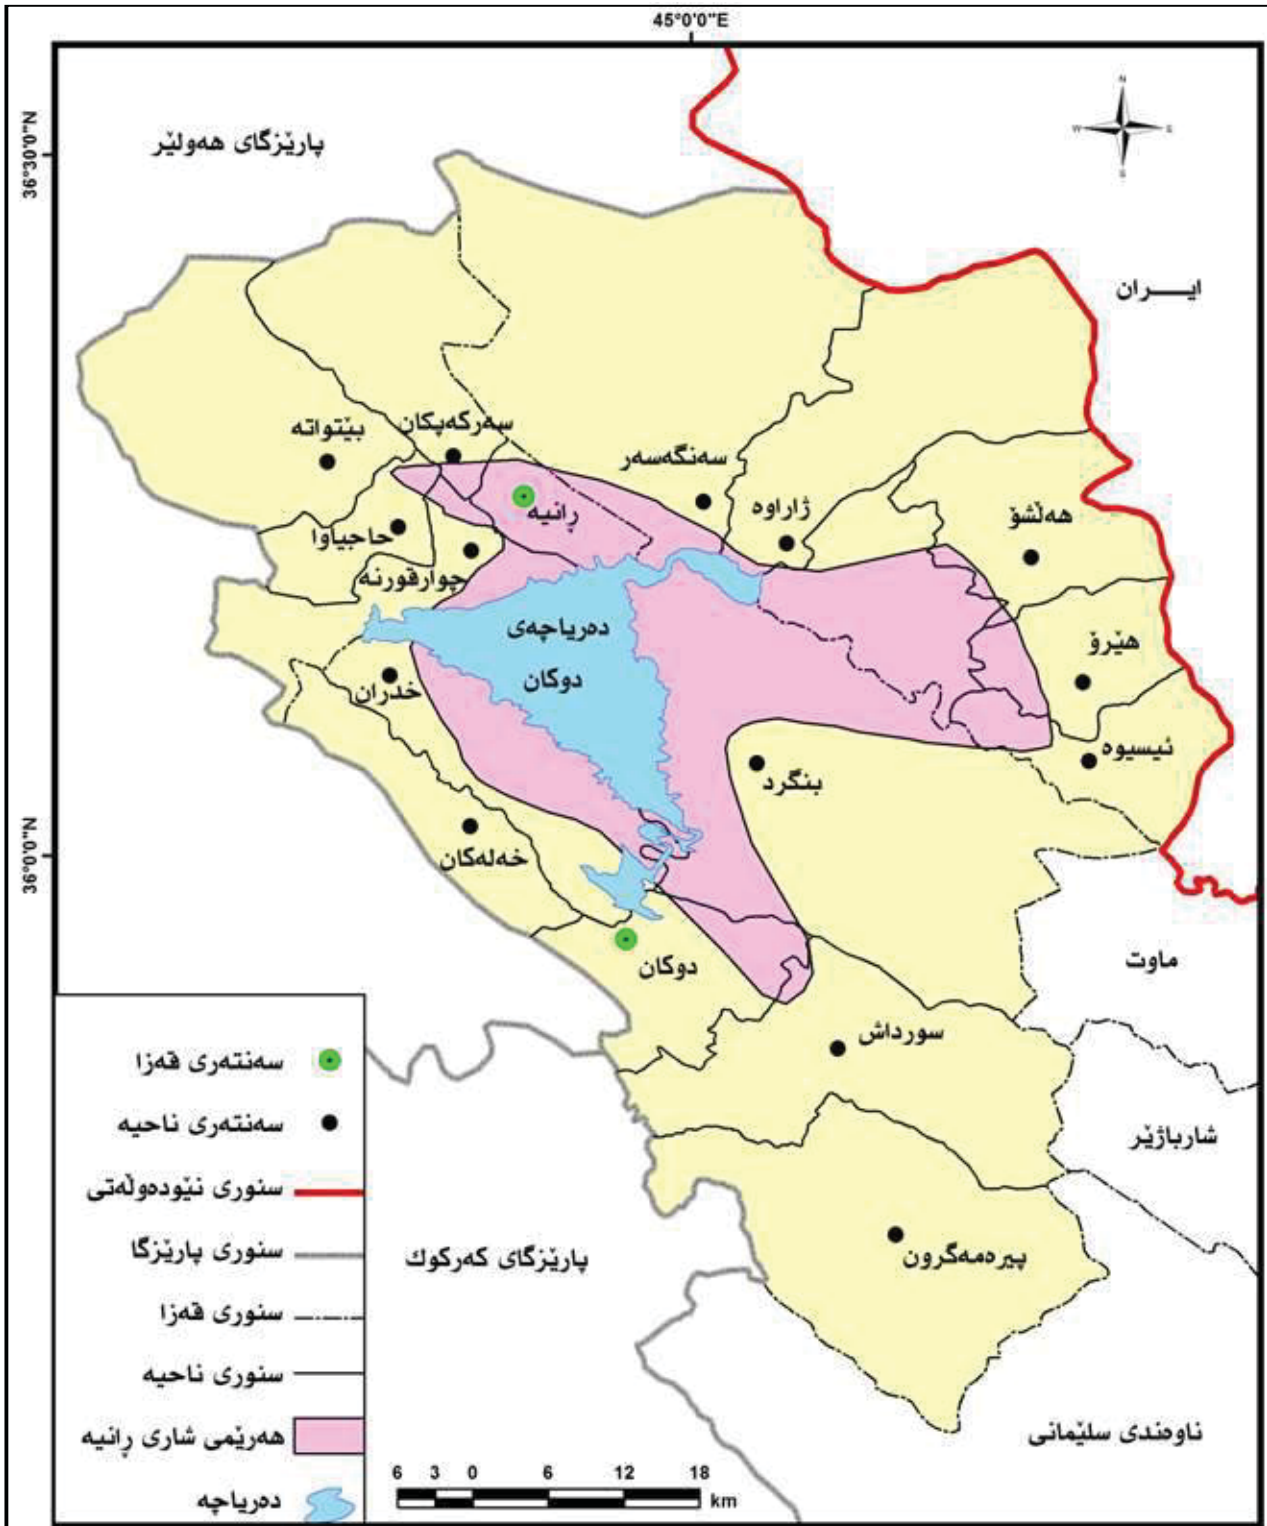 45°0'0"E
36°30'0"N
36°0'0"N
N
W
E
S
پارێزگای هەولێر
ایـــران
بێتواتە
سەرکەپکان
سەنگەسەر
ژاراوە
هەڵشۆ
ڕانیە
حاجیاوا
چوارقورنە
دەریاچەی
دوکان
هێرۆ
خدران
ئیسیوە
بنگرد
خەلەکان
دوکان
ماوت
سورداش
شارباژێر
پیرەمەگرون
پارێزگای کەرکوك
ناوەندی سلێمانی
سەنتەری قەزا
سەنتەری ناحیە
سنوری نێودەوڵەتی
سنوری پارێزگا
سنوری قەزا
سنوری ناحیە
هەرێمی شاری ڕانیە
دەریاچە
6 3 0 6 12 18
km